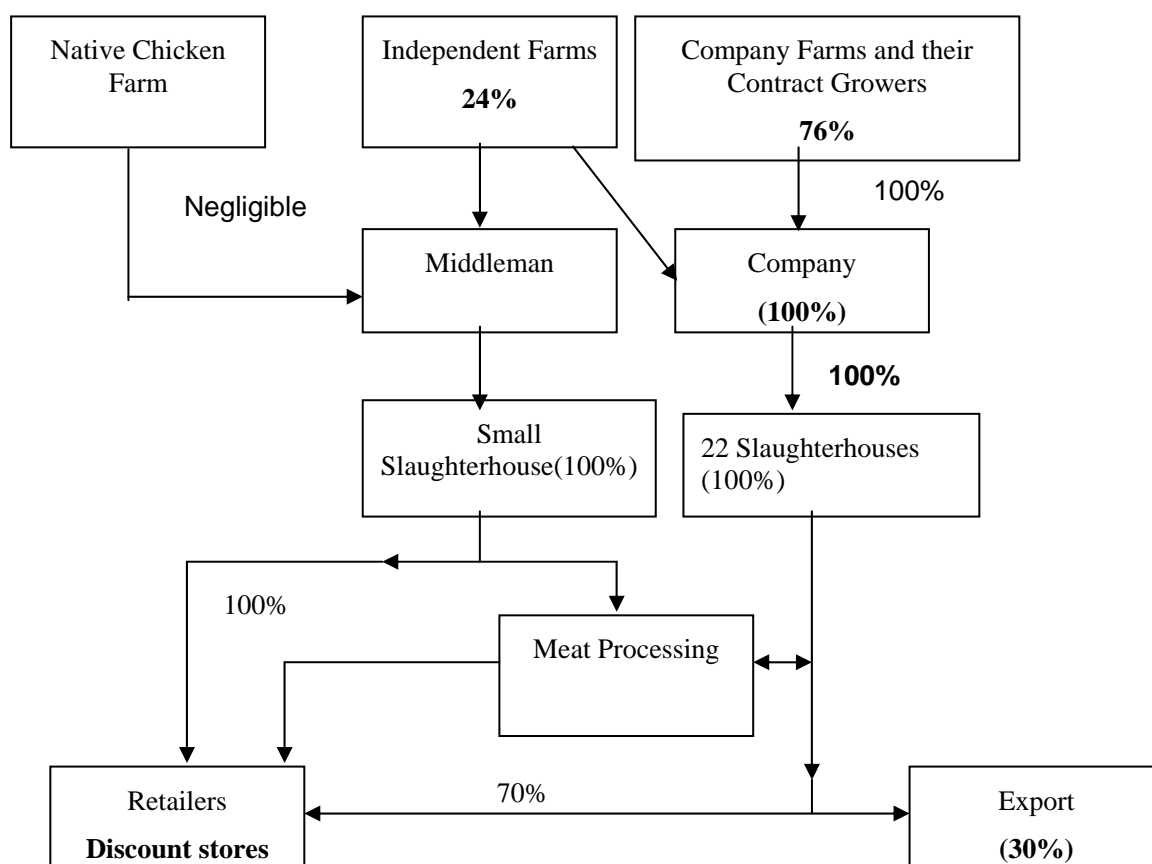 Native Chicken
Farm
Independent Farms
24%
Company Farms and their
Contract Growers
76%
Negligible
100%
Middleman
Company
(100%)
100%
Small
Slaughterhouse(100%)
22 Slaughterhouses
(100%)
100%
Meat Processing
Retailers
Discount stores
70%
Export
(30%)